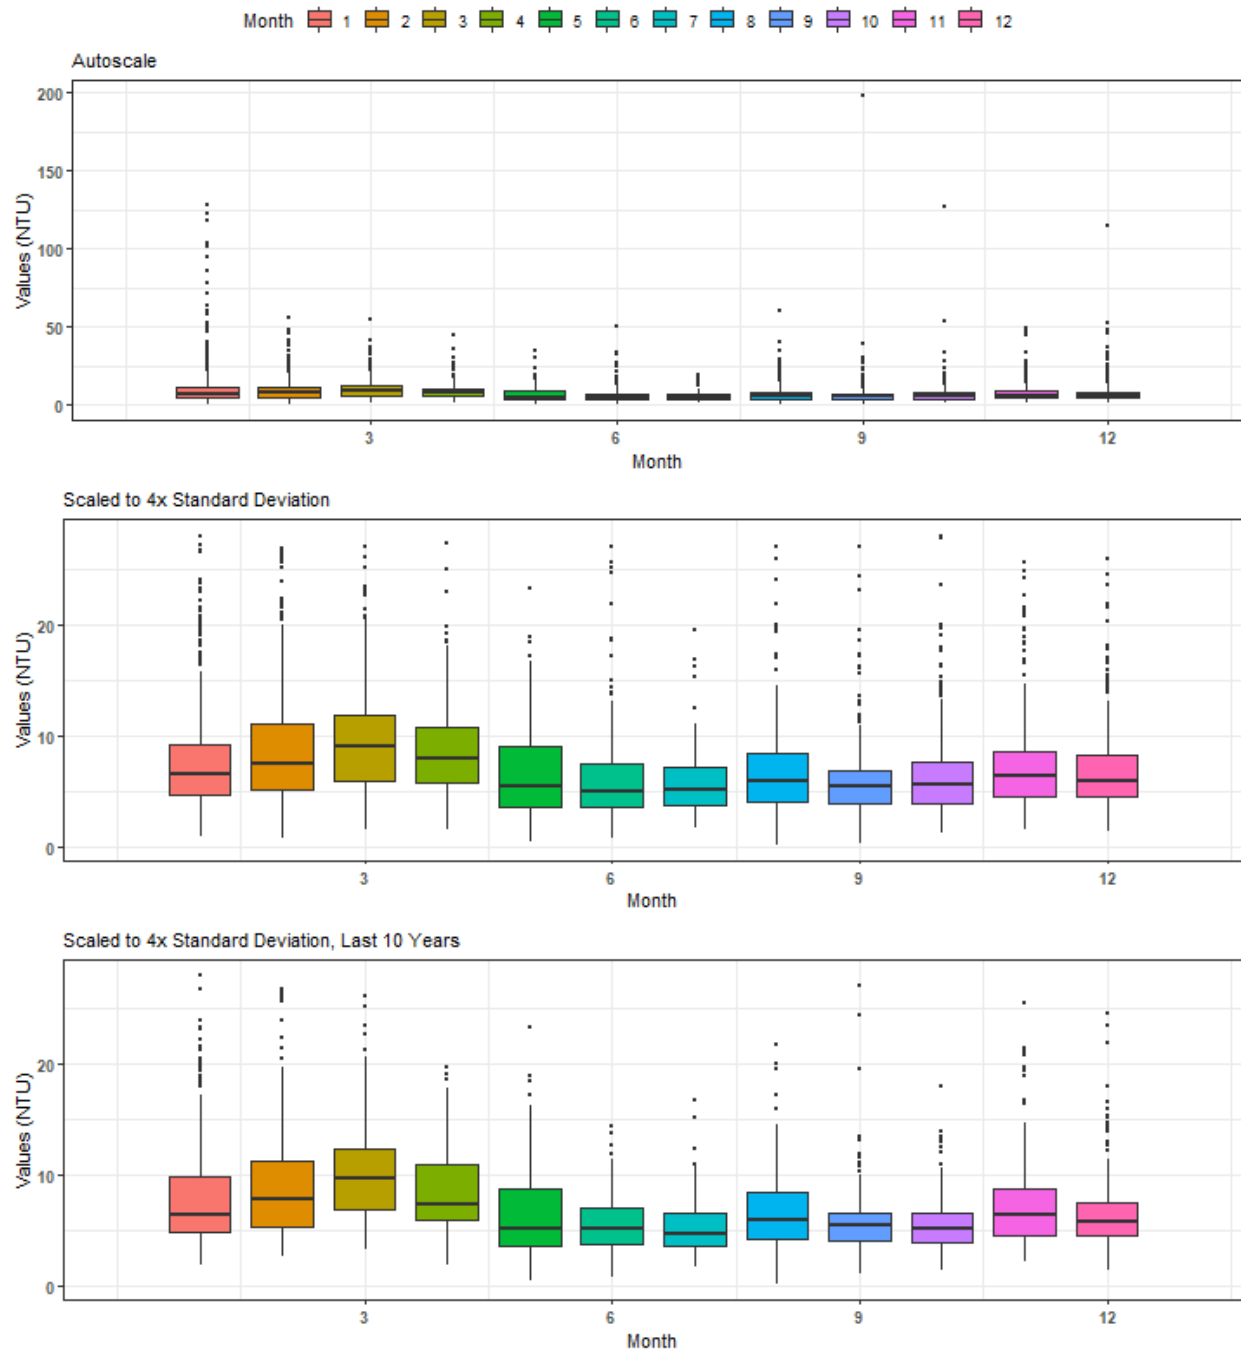 Month 1 2 3 4 5 6 7 8 9 10 11 12
Autoscale
200
150
100
50
0
Values (NTU)
3 6 9 12
Month
Scaled to 4x Standard Deviation
20
10
0
Values (NTU)
3 6 9 12
Month
Scaled to 4x Standard Deviation, Last 10 Years
20
10
0
Values (NTU)
3 6 9 12
Month